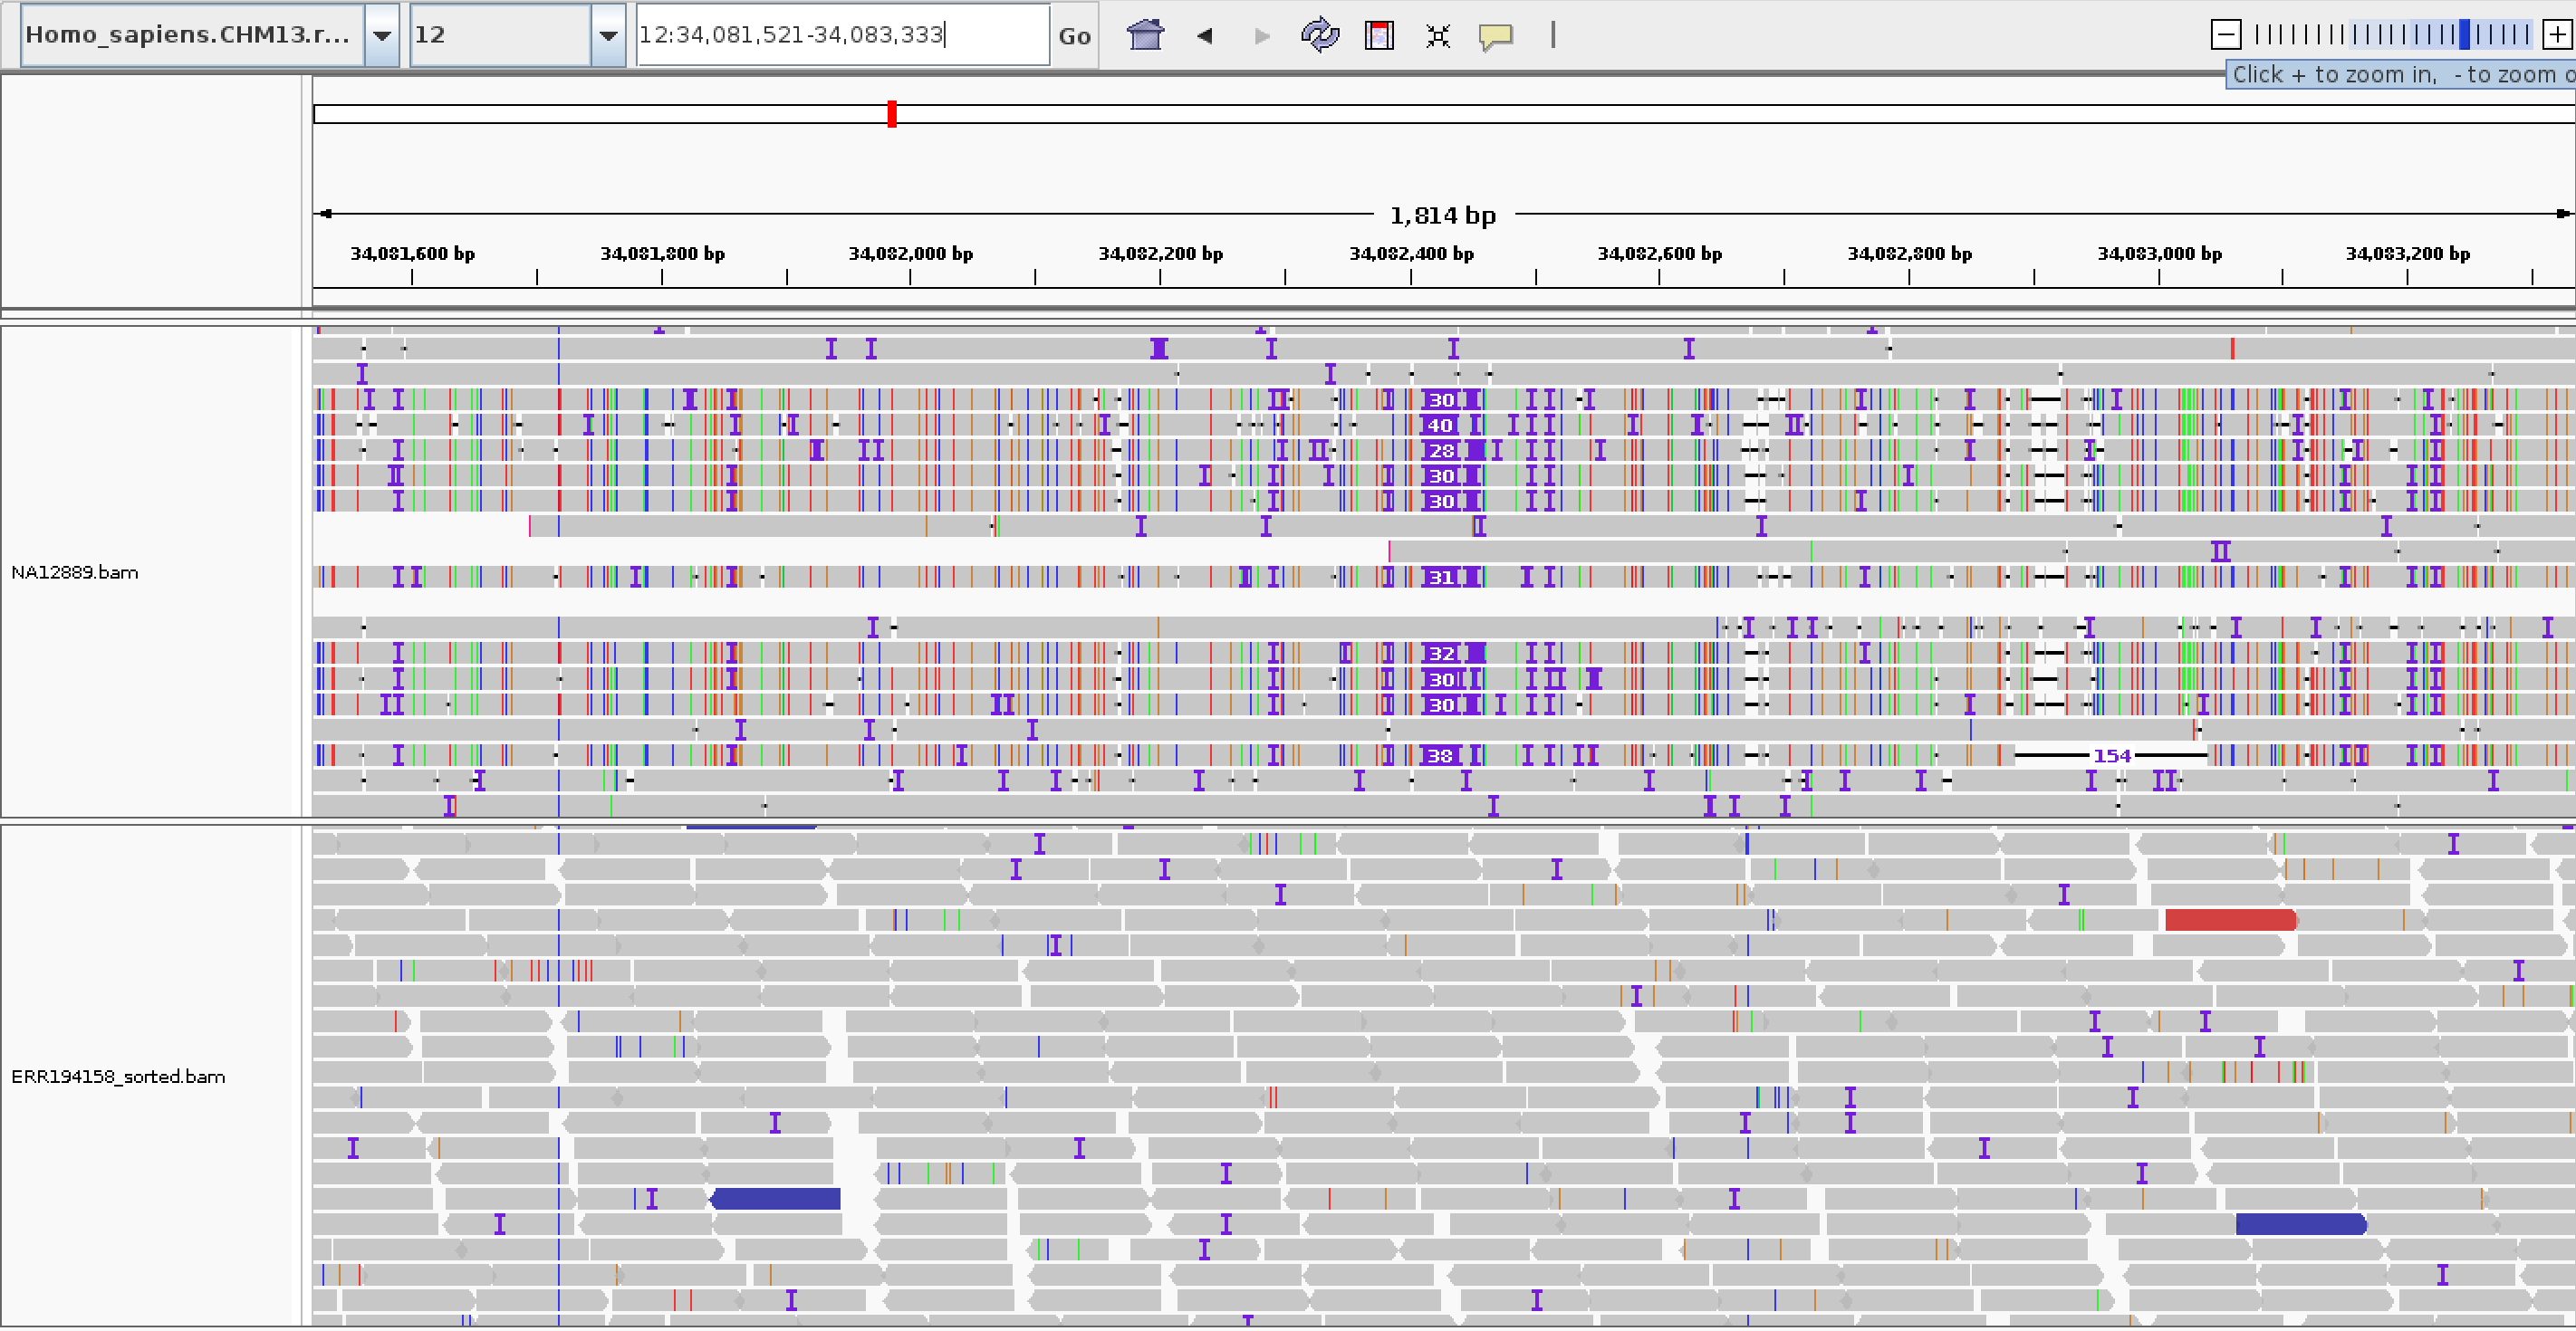 Homo_sapiens.CHM13.r... 12 12:34,081,521-34,083,333 Go
Click + to zoom in, - to zoom o
1,814 bp
34,081,600 bp 34,081,800 bp 34,082,000 bp 34,082,200 bp 34,082,400 bp 34,082,600 bp 34,082,800 bp 34,083,000 bp 34,083,200 bp
30
40
28
30
30
NA12889.bam
31
32
30
30
38 154
ERR194158_sorted.bam